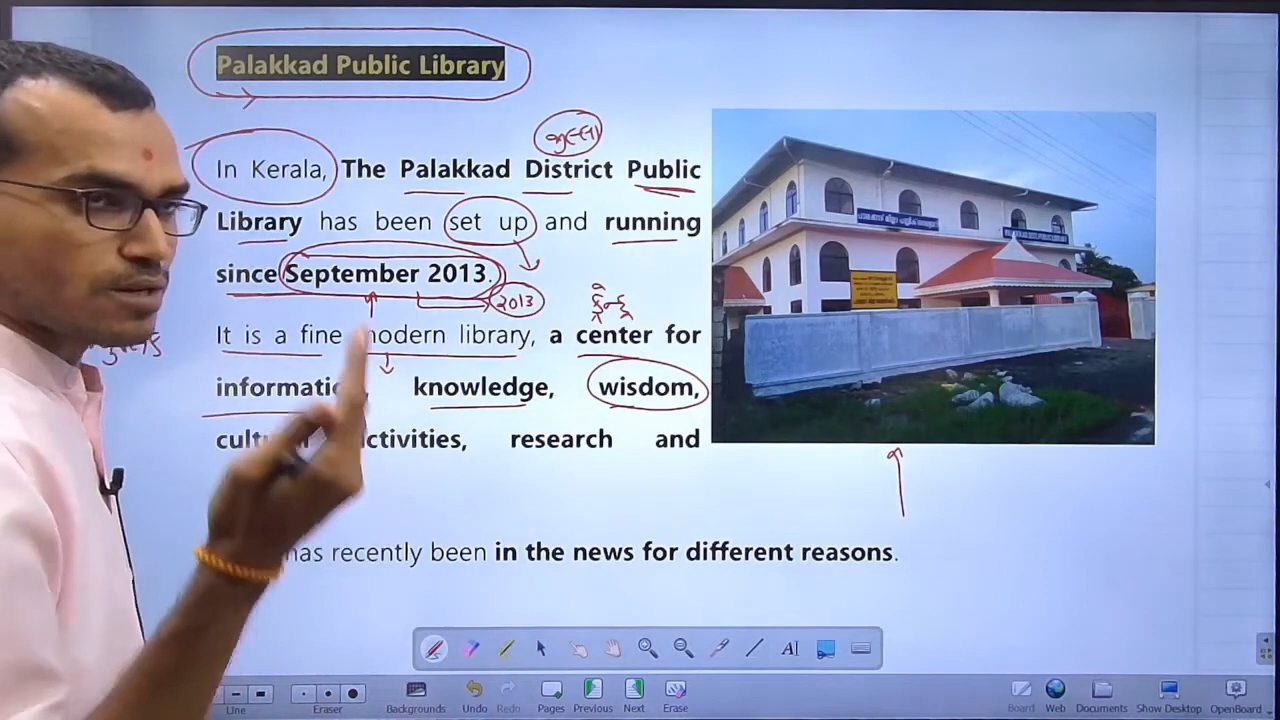 Palakkad Public Library
In Kerala, The Palakkad District Public
Library has been set up and running
since September 2013.
2013
It is a fine modern library, a center for
knowledge, wisdom,
research and
has recently been in the news for different reasons.
Line
Eraser
Backgrounds
Undo
Redo
Pages
Previous
Next
Erase
Board
Web
Documents
Show Desktop
OpenBoard